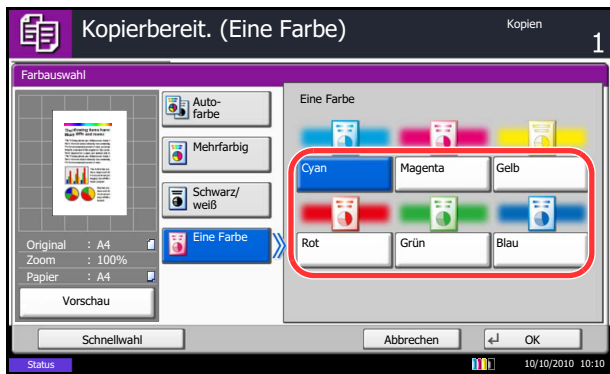 Kopierbereit. (Eine Farbe)
Kopien
1
Farbauswahl
Original : A4
Zoom : 100%
Papier : A4
Vorschau
Auto-
farbe
Mehrfarbig
Schwarz/
weiß
Eine Farbe
Eine Farbe
Cyan
Magenta
Gelb
Rot
Grün
Blau
Schnellwahl
Abbrechen
OK
Status
10/10/2010 10:10